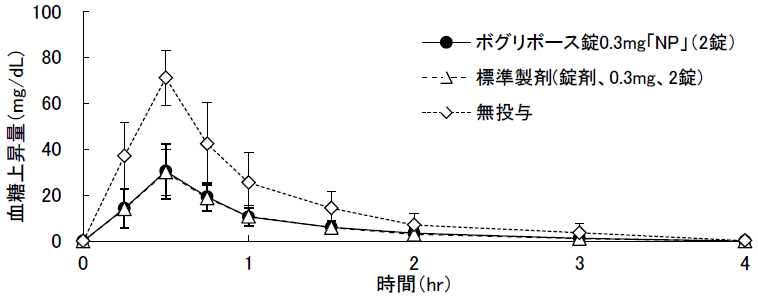 100
80
60
40
20
0
血糖上昇量(mg/dL)
ボグリボース錠0.3mg｢NP｣(2錠)
標準製剤(錠剤、0.3mg、2錠)
無投与
0
1
2
3
4
時間(hr)